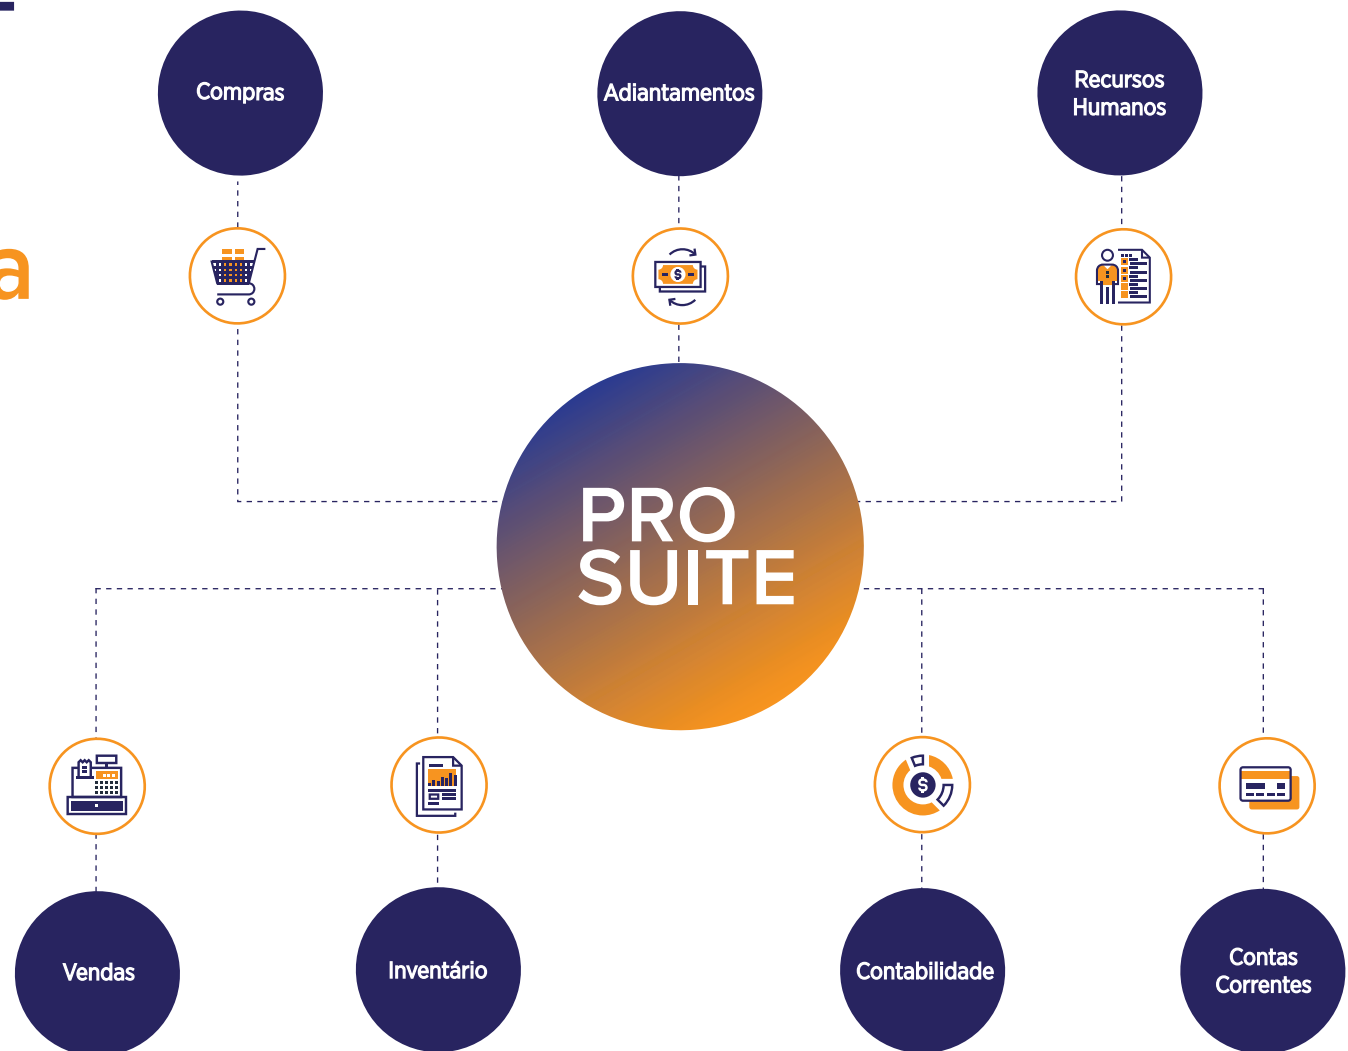 Compras
Adiantamentos
Recursos
Humanos
a
PRO
SUITE
Vendas
Inventário
Contabilidade
Contas
Correntes